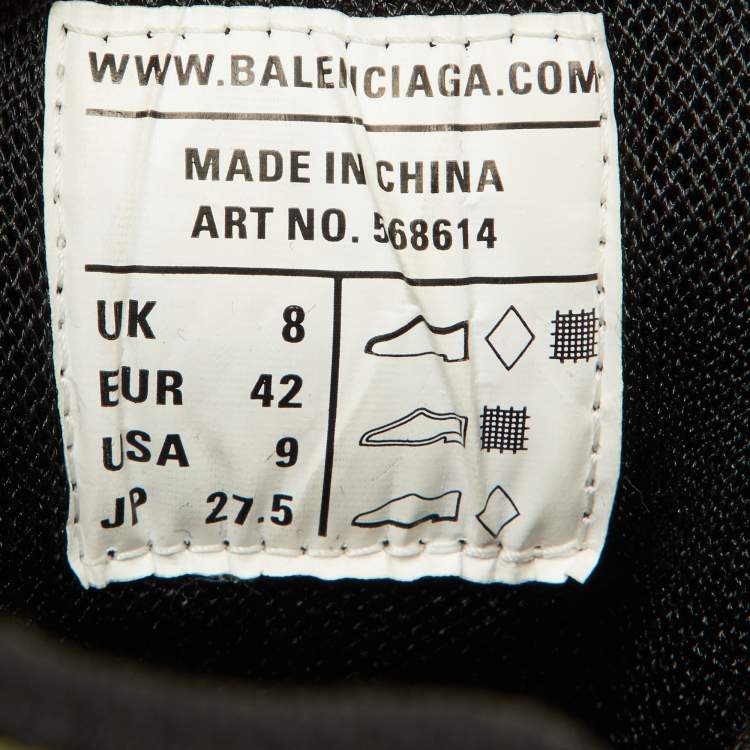 WWW.BALENCIAGA.COM
MADE IN CHINA
ART NO. 568614
UK 8
EUR 42
USA 9
JP 27.5